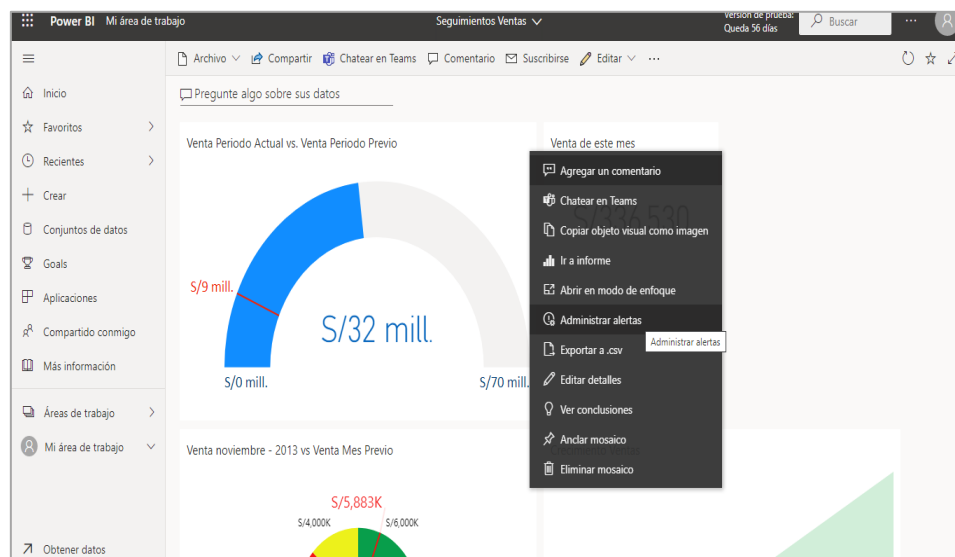 Power BI Mi área de trabajo
Seguimientos Ventas
Versión de prueba:
Queda 56 días
Buscar
Archivo
Compartir
Chatear en Teams
Comentario
Suscribirse
Editar
Inicio
Favoritos
Recientes
Crear
Conjuntos de datos
Goals
Aplicaciones
Compartido conmigo
Más información
Áreas de trabajo
Mi área de trabajo
Obtener datos
Pregunte algo sobre sus datos
Venta Periodo Actual vs. Venta Periodo Previo
S/9 mill.
S/32 mill.
S/0 mill.
S/70 mill.
Venta de este mes
S/336,530
Agregar un comentario
Chatear en Teams
Copiar objeto visual como imagen
Ir a informe
Abrir en modo de enfoque
Administrar alertas
Administrar alertas
Exportar a .csv
Editar detalles
Ver conclusiones
Anclar mosaico
Crecimiento Ventas
Eliminar mosaico
Venta noviembre - 2013 vs Venta Mes Previo
S/5,883K
S/4,000K
S/6,000K